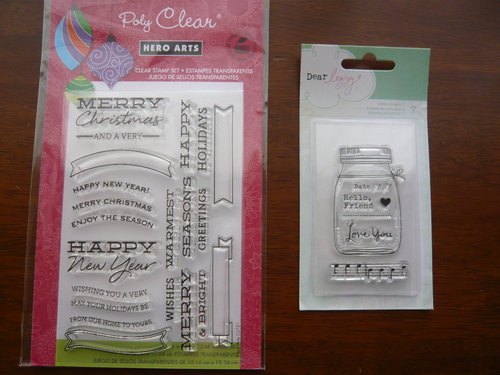 Poly Clear
HERO ARTS
CLEAR STAMP SET • ESTAMPES TRANSPARENTS
JUEGO DE SELLOS TRANSPARENTES
MERRY
Christmas
AND A VERY
HAPPY NEW YEAR!
MERRY CHRISTMAS
ENJOY THE SEASON
HAPPY
New Year
WISHING YOU A VERY
MAY YOUR HOLIDAYS BE
FROM OUR HOME TO YOURS
WARMEST
WISHES
SEASON'S
GREETINGS
HAPPY
HOLIDAYS
MERRY
& BRIGHT
Dear Lizzy
Date
Hello,
Friend
Love You